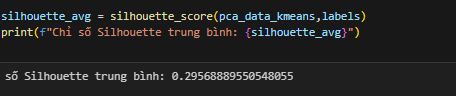 silhouette_avg = silhouette_score(pca_data_kmeans,labels)
print(f"Chỉ số Silhouette trung bình: {silhouette_avg}")
số Silhouette trung bình: 0.29568889550548055